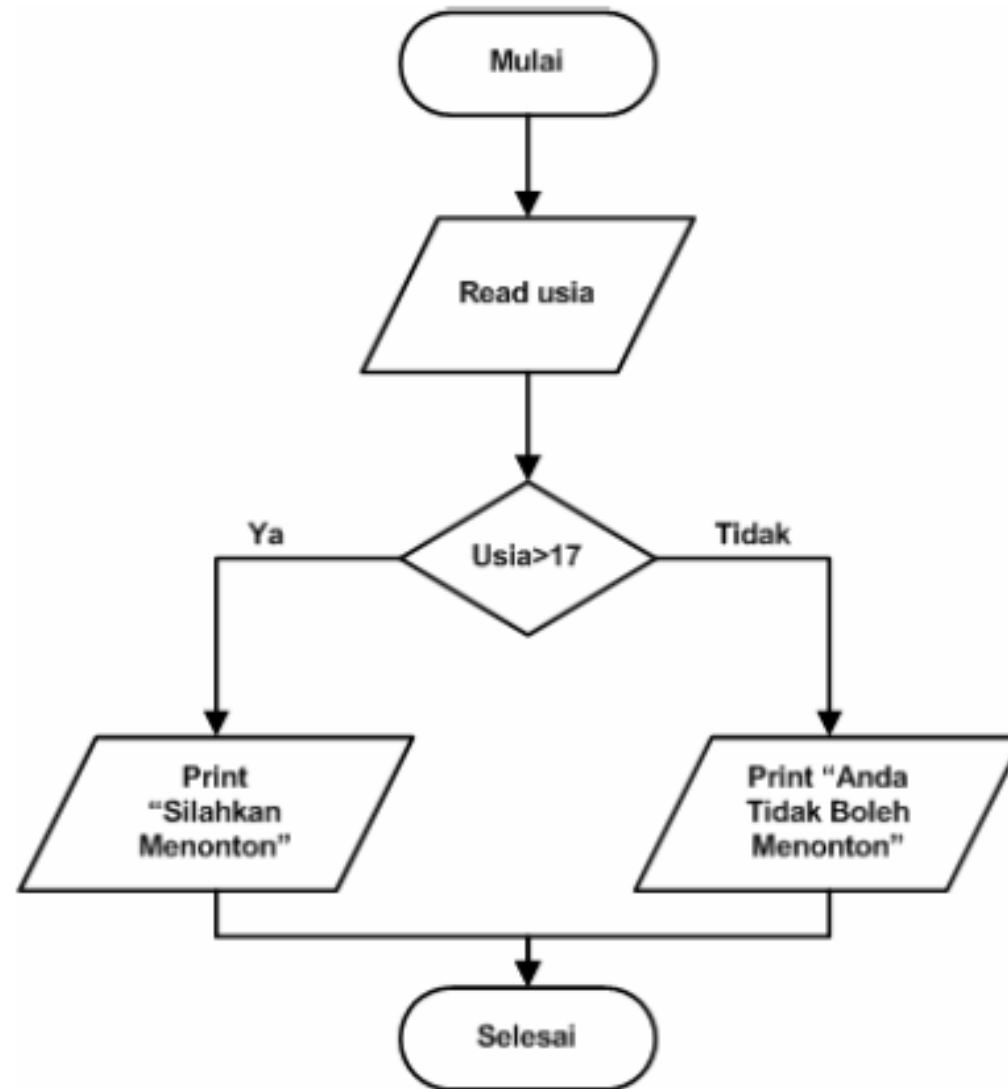 Mulai
Read usia
Usia>17
Ya
Tidak
Print
“Silahkan
Menonton”
Print “Anda
Tidak Boleh
Menonton”
Selesai